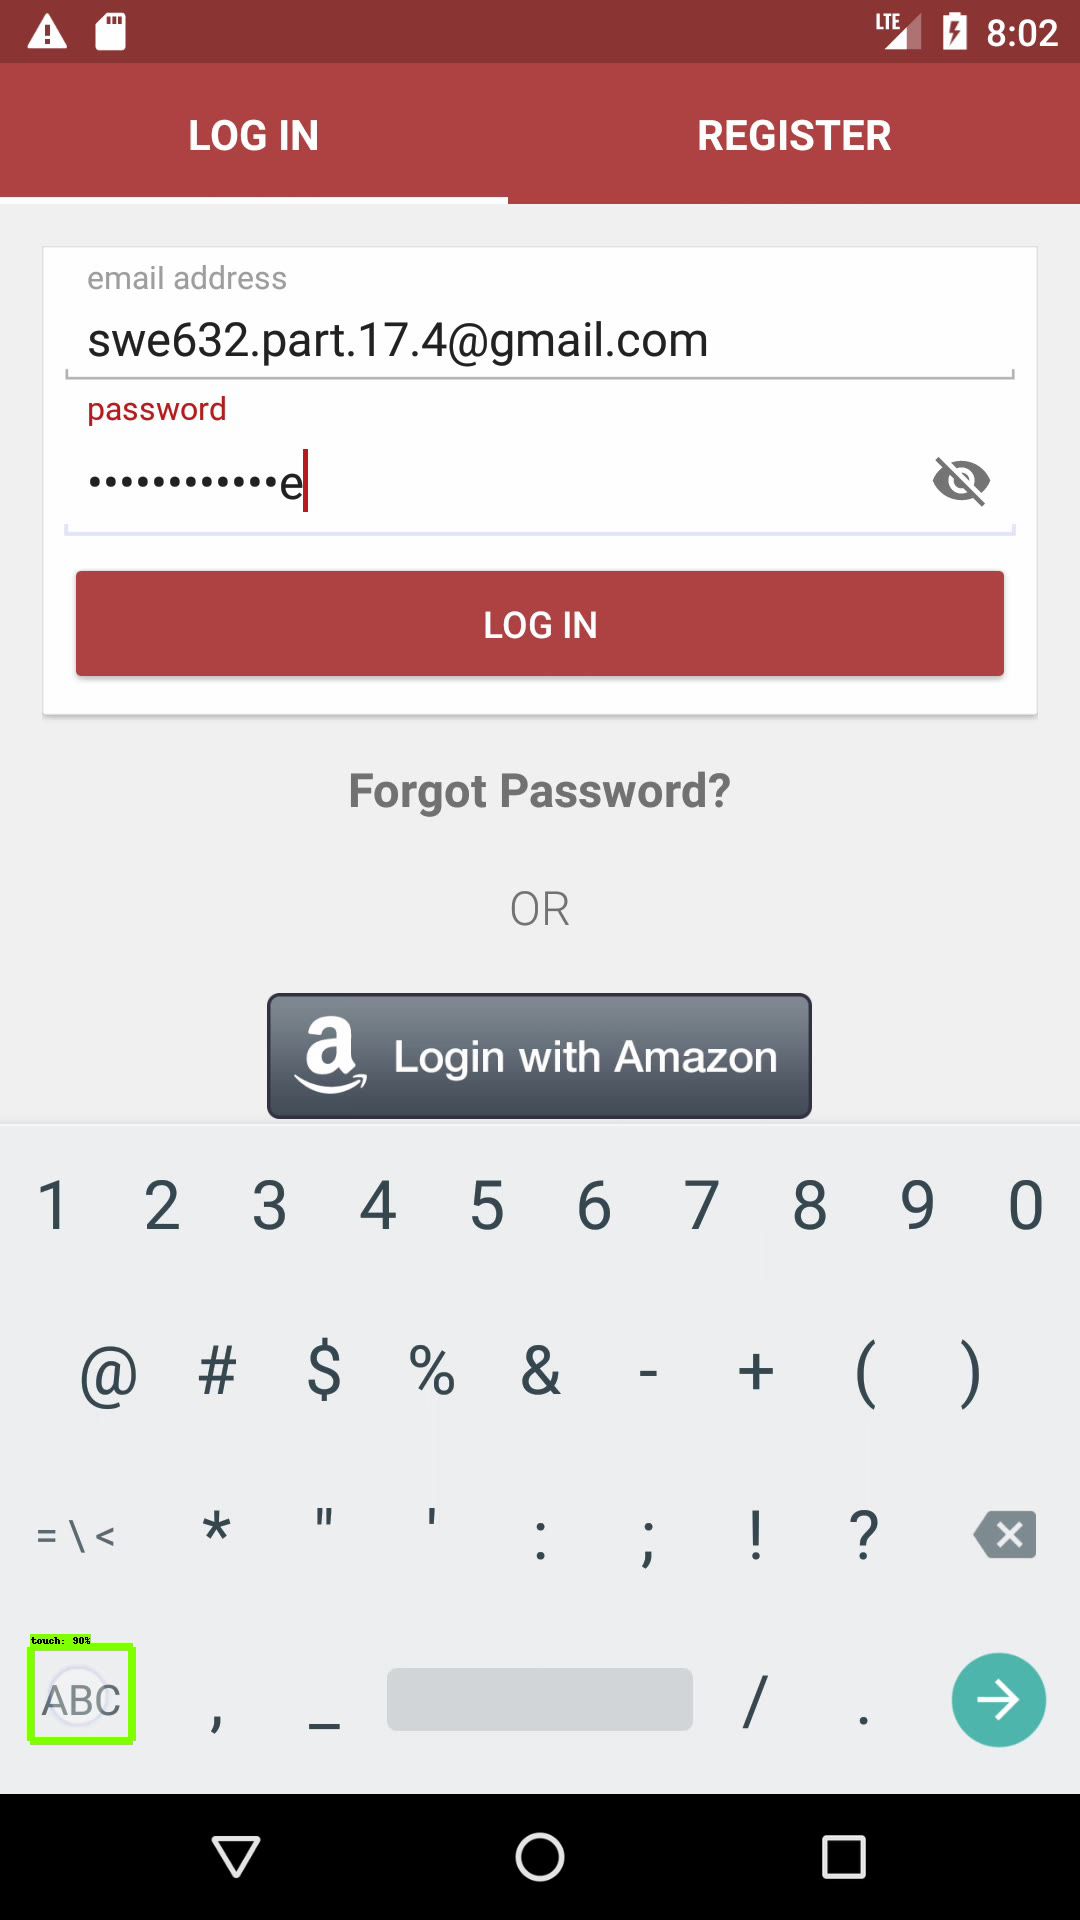 LTE 8:02
LOG IN REGISTER
email address
swe632.part.17.4@gmail.com
password
••••••••••••e
LOG IN
Forgot Password?
OR
a Login with Amazon
1 2 3 4 5 6 7 8 9 0
@ # $ % & - + ( )
= \ < * " ' : ; ! ?
touch: 90%
ABC , _ / .